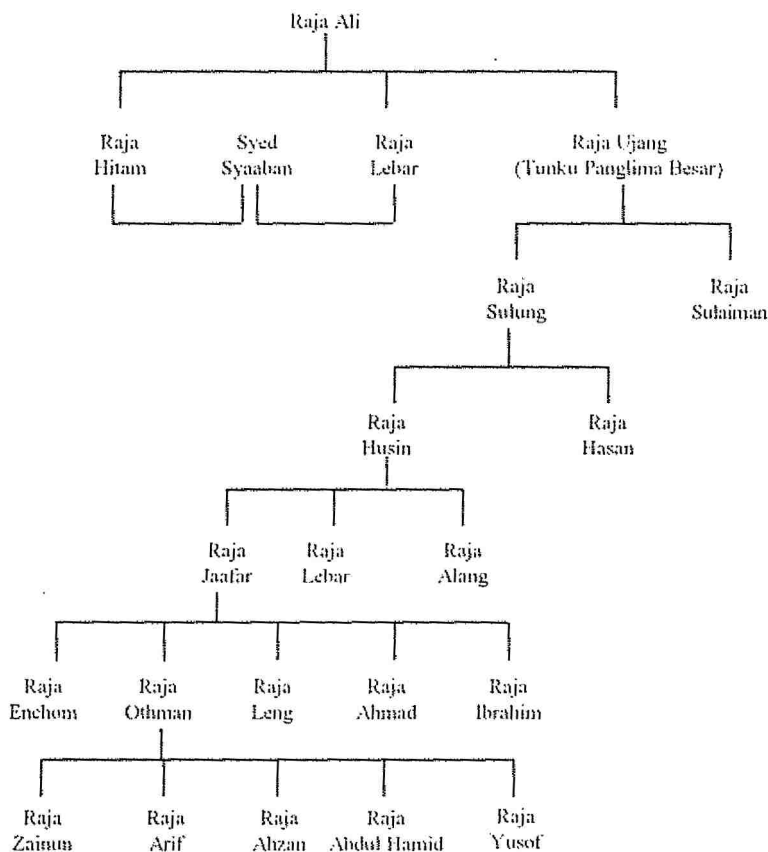 Raja Ali
Raja Hitam
Syed Syaaban
Raja Lebar
Raja Ujang
(Tunku Panglima Besar)
Raja Sulung
Raja Sulaiman
Raja Husin
Raja Hasan
Raja Jaafar
Raja Lebar
Raja Alang
Raja Enchom
Raja Othman
Raja Leng
Raja Ahmad
Raja Ibrahim
Raja Zainun
Raja Arif
Raja Ahzan
Raja Abdul Hamid
Raja Yusof